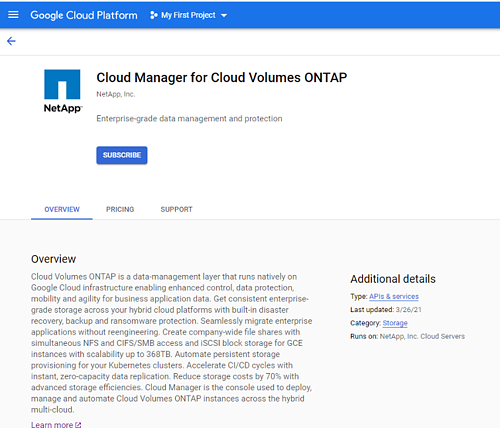 Google Cloud Platform
My First Project
NetApp
Cloud Manager for Cloud Volumes ONTAP
NetApp, Inc.
Enterprise-grade data management and protection
SUBSCRIBE
OVERVIEW PRICING SUPPORT
Overview
Cloud Volumes ONTAP is a data-management layer that runs natively on
Google Cloud infrastructure enabling enhanced control, data protection,
mobility and agility for business application data. Get consistent enterprise-
grade storage across your hybrid cloud platforms with built-in disaster
recovery, backup and ransomware protection. Seamlessly migrate enterprise
applications without reengineering. Create company-wide file shares with
simultaneous NFS and CIFS/SMB access and iSCSI block storage for GCE
instances with scalability up to 368TB. Automate persistent storage
provisioning for your Kubernetes clusters. Accelerate CI/CD cycles with
instant, zero-capacity data replication. Reduce storage costs by 70% with
advanced storage efficiencies. Cloud Manager is the console used to deploy,
manage and automate Cloud Volumes ONTAP instances across the hybrid
multi-cloud.
Learn more
Additional details
Type: APIs & services
Last updated: 3/26/21
Category: Storage
Runs on: NetApp, Inc. Cloud Servers